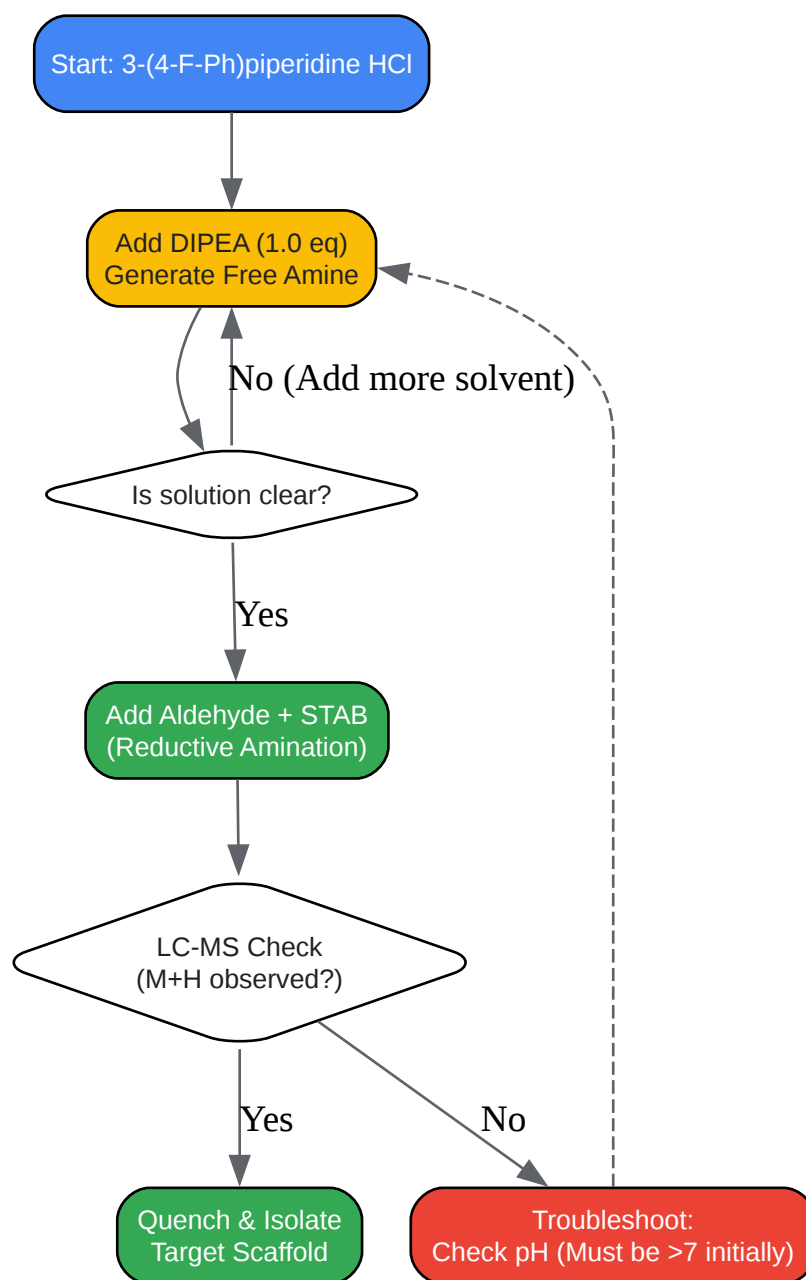 Start: 3-(4-F-Ph)piperidine HCl
Add DIPEA (1.0 eq)
Generate Free Amine
No (Add more solvent)
Is solution clear?
Yes
Add Aldehyde + STAB
(Reductive Amination)
LC-MS Check
(M+H observed?)
Yes
No
Quench & Isolate
Target Scaffold
Troubleshoot:
Check pH (Must be >7 initially)